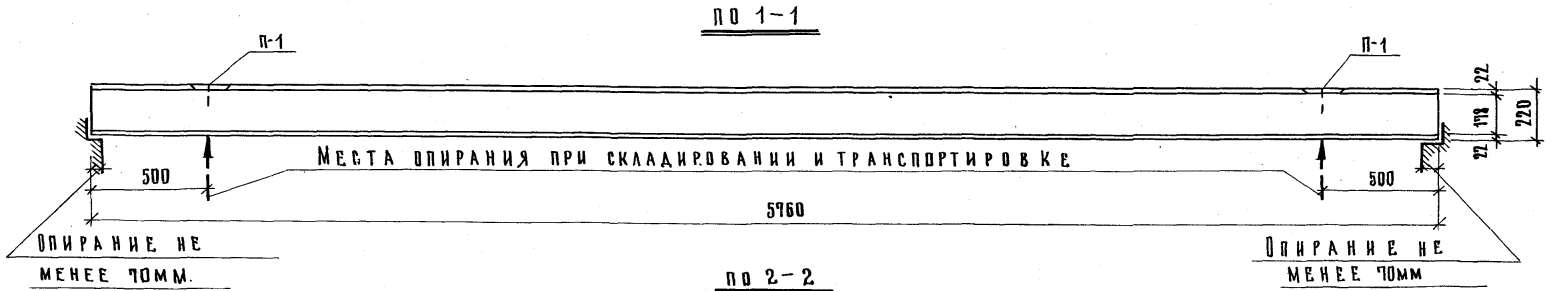 ПО 1-1
П-1
П-1
22
178
22
220
МЕСТА ОПИРАНИЯ ПРИ СКЛАДИРОВАНИИ И ТРАНСПОРТИРОВКЕ
500
500
5760
ОПИРАНИЕ НЕ
МЕНЕЕ 70ММ.
ОПИРАНИЕ НЕ
МЕНЕЕ 70ММ
ПО 2-2